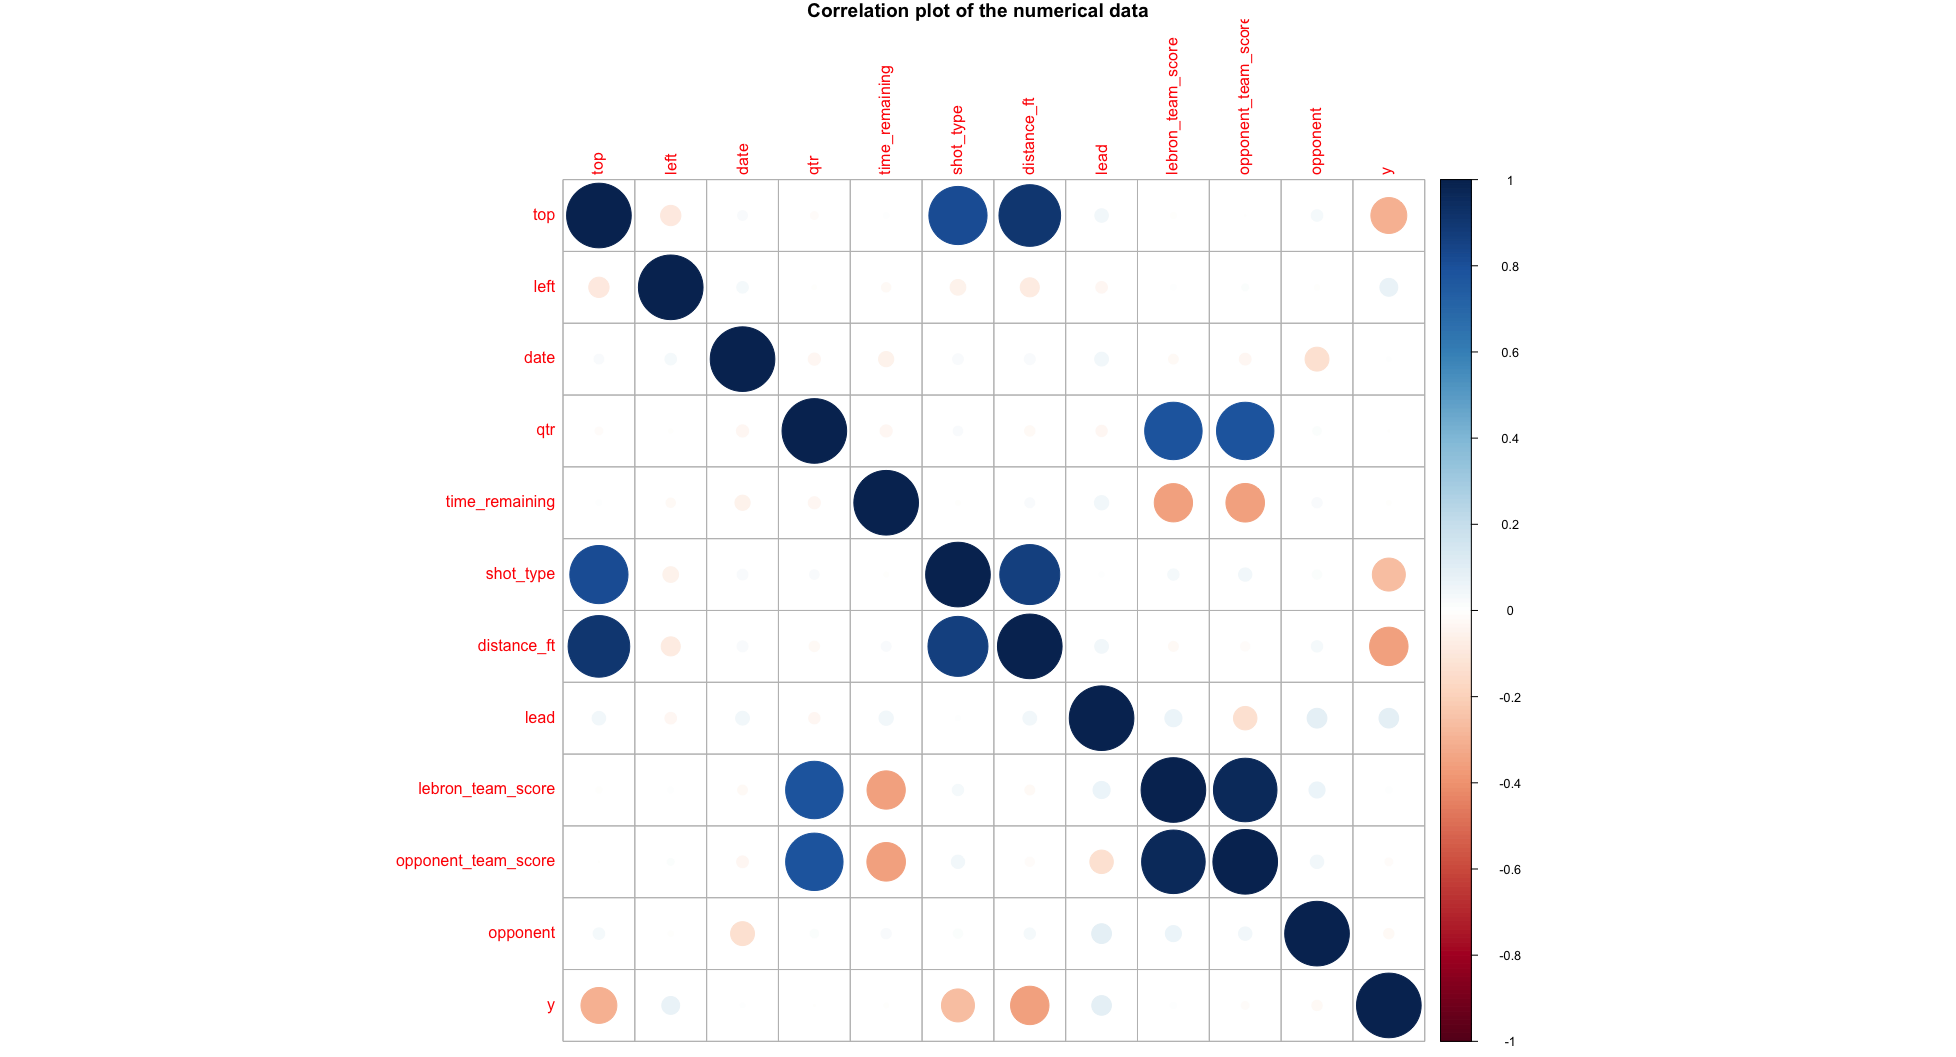 Correlation plot of the numerical data
top
left
date
qtr
time_remaining
shot_type
distance_ft
lead
lebron_team_score
opponent_team_score
opponent
y
top
left
date
qtr
time_remaining
shot_type
distance_ft
lead
lebron_team_score
opponent_team_score
opponent
y
1
0.8
0.6
0.4
0.2
0
-0.2
-0.4
-0.6
-0.8
-1